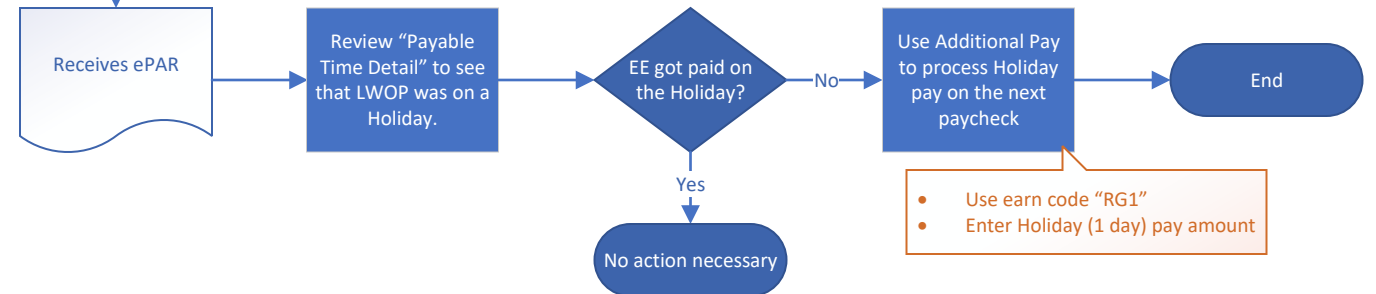 Receives ePAR
Review “Payable
Time Detail” to see
that LWOP was on a
Holiday.
EE got paid on
the Holiday?
No
Use Additional Pay
to process Holiday
pay on the next
paycheck
End
Yes
No action necessary
• Use earn code “RG1”
• Enter Holiday (1 day) pay amount